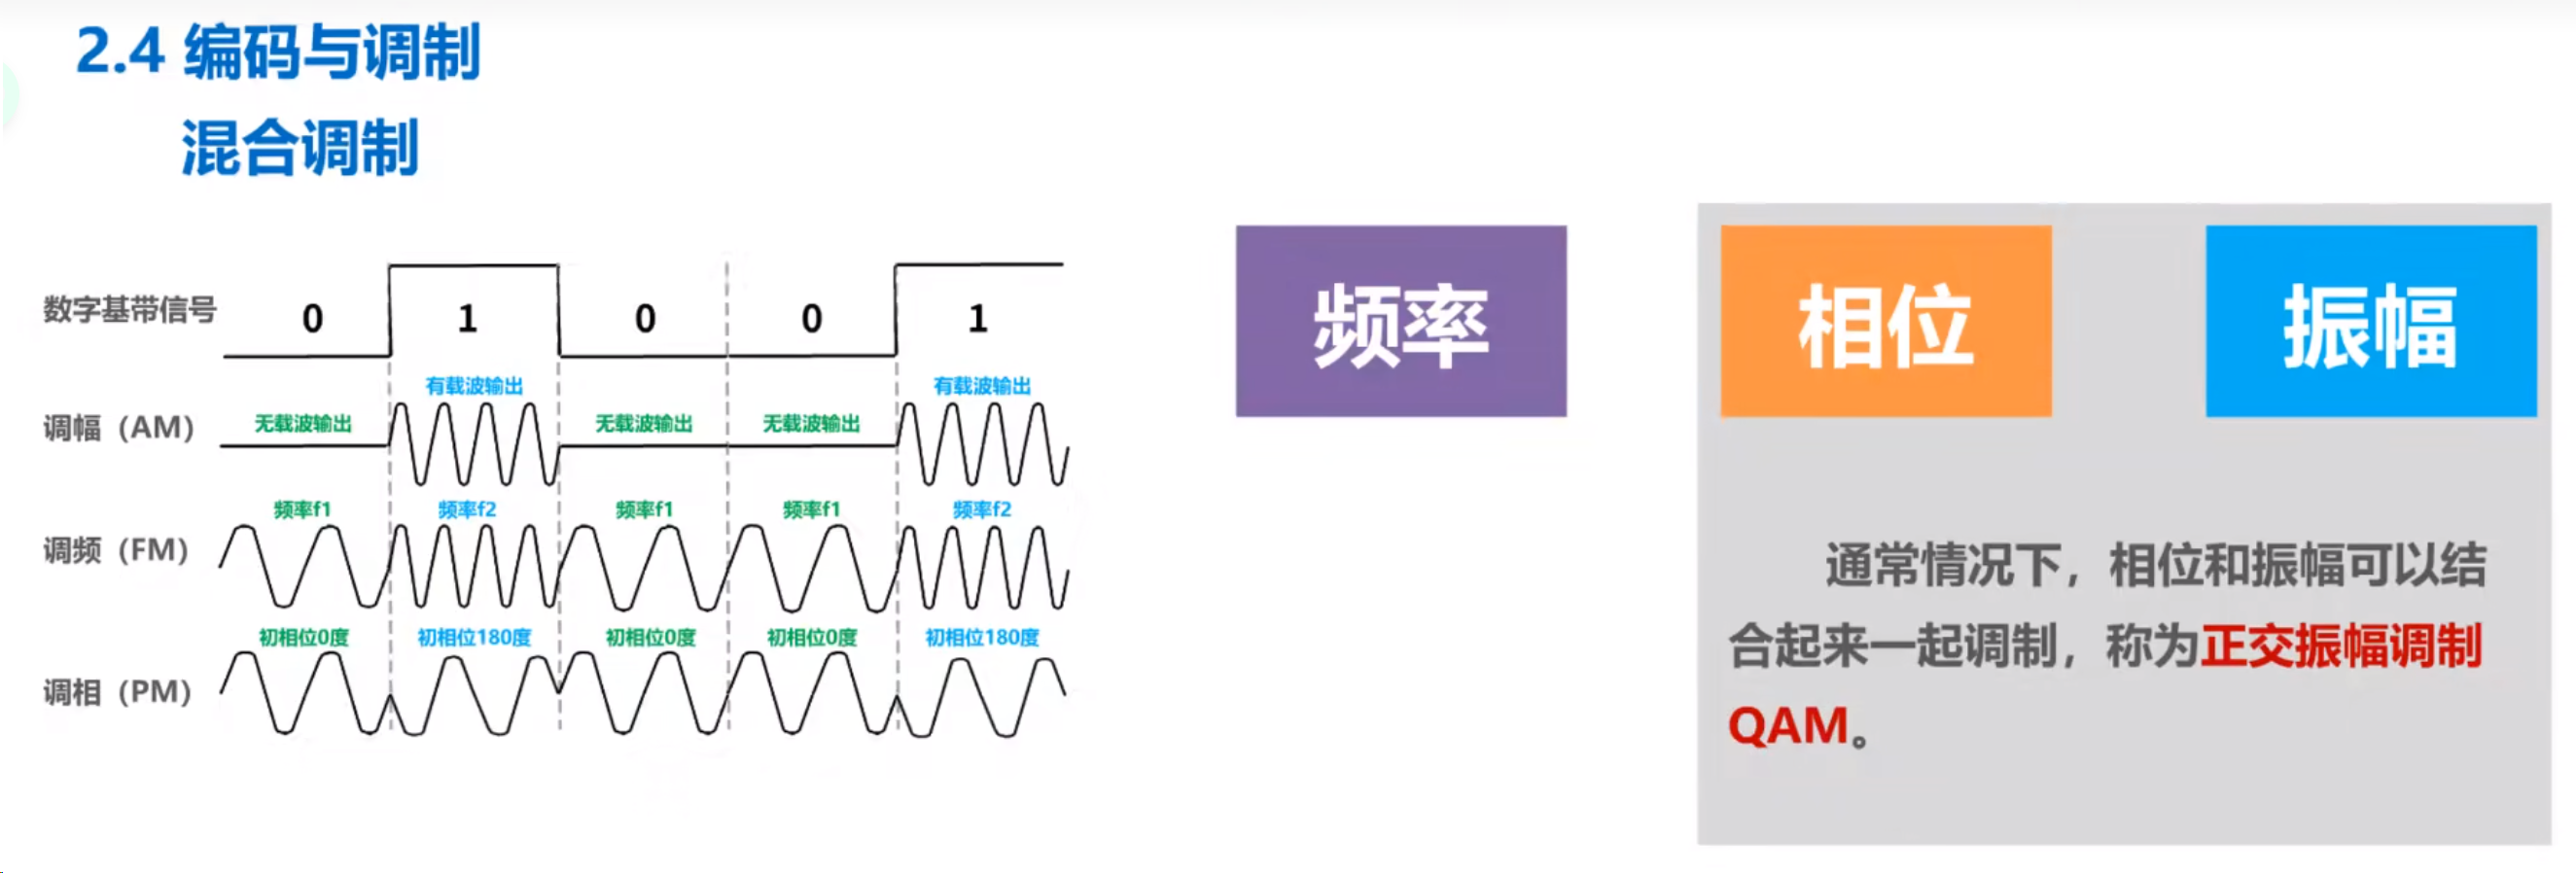 2.4 编码与调制
混合调制
数字基带信号
0
1
0
0
1
调幅（AM）
无载波输出
有载波输出
无载波输出
无载波输出
有载波输出
调频（FM）
频率f1
频率f2
频率f1
频率f1
频率f2
调相（PM）
初相位0度
初相位180度
初相位0度
初相位0度
初相位180度
频率
相位
振幅
通常情况下，相位和振幅可以结
合起来一起调制，称为正交振幅调制
QAM。